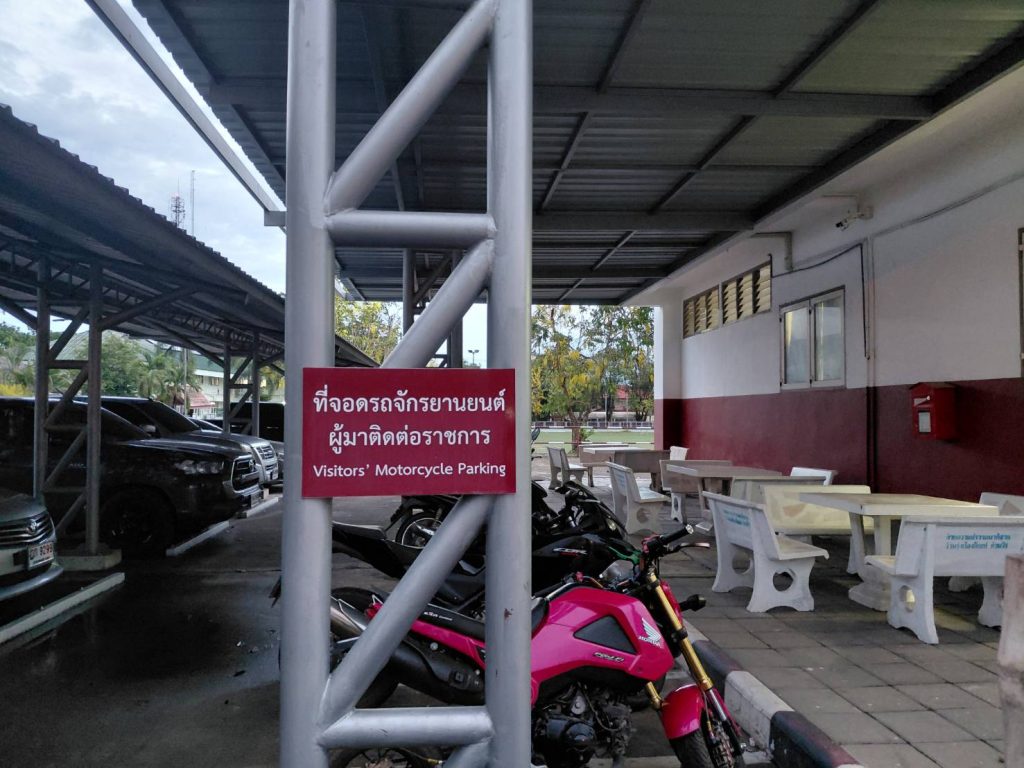 ที่จอดรถจักรยานยนต์
ผู้มาติดต่อราชการ
Visitors' Motorcycle Parking
HONDA